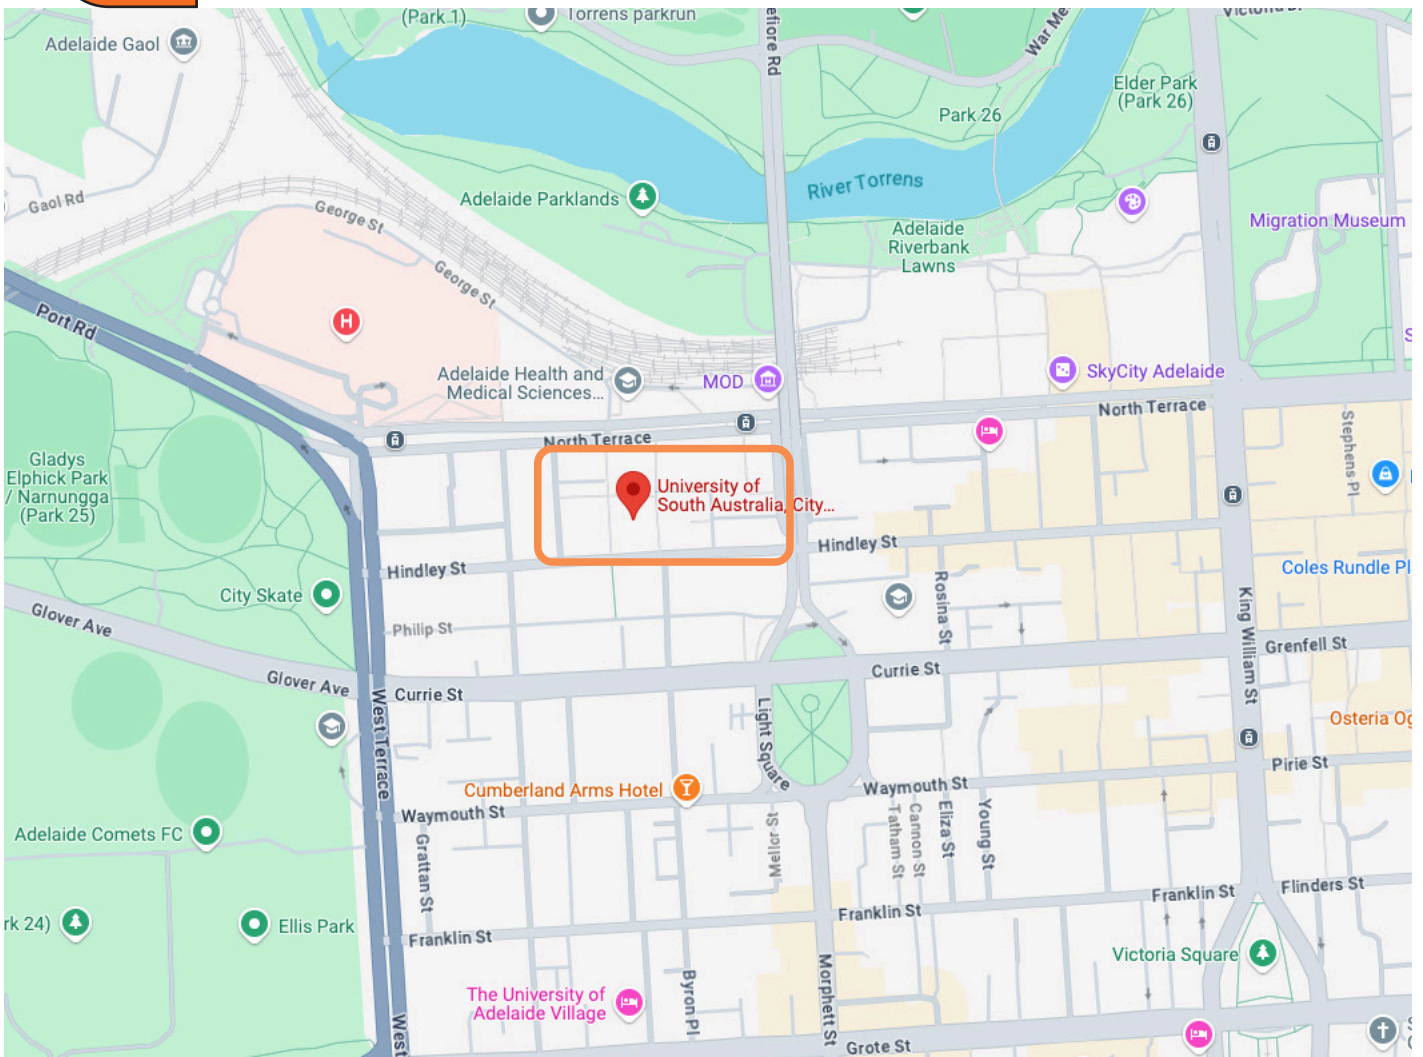 (Park 1)
Torrens parkrun
Adelaide Gaol
efiore Rd
War Me
Elder Park
(Park 26)
Park 26
River Torrens
Gaol Rd
George St
Adelaide Parklands
Adelaide
Riverbank
Lawns
Migration Museum
George St
Port Rd
H
Adelaide Health and
Medical Sciences...
MOD
SkyCity Adelaide
North Terrace
North Terrace
Stephens Pl
Gladys
Elphick Park
/ Narnungga
(Park 25)
University of
South Australia, City...
Hindley St
Hindley St
Coles Rundle Pl
City Skate
Rosina St
King William St
Glover Ave
Philip St
Grenfell St
Glover Ave
Currie St
Currie St
West Terrace
Light Square
Osteria Og
Pirie St
Cumberland Arms Hotel
Waymouth St
Waymouth St
Adelaide Comets FC
Grattan St
Mellor St
Tatham St
Cannon St
Eliza St
Young St
Franklin St
Flinders St
Franklin St
rk 24)
Ellis Park
Franklin St
Victoria Square
The University of
Adelaide Village
Byron Pl
Morphett St
West
Grote St